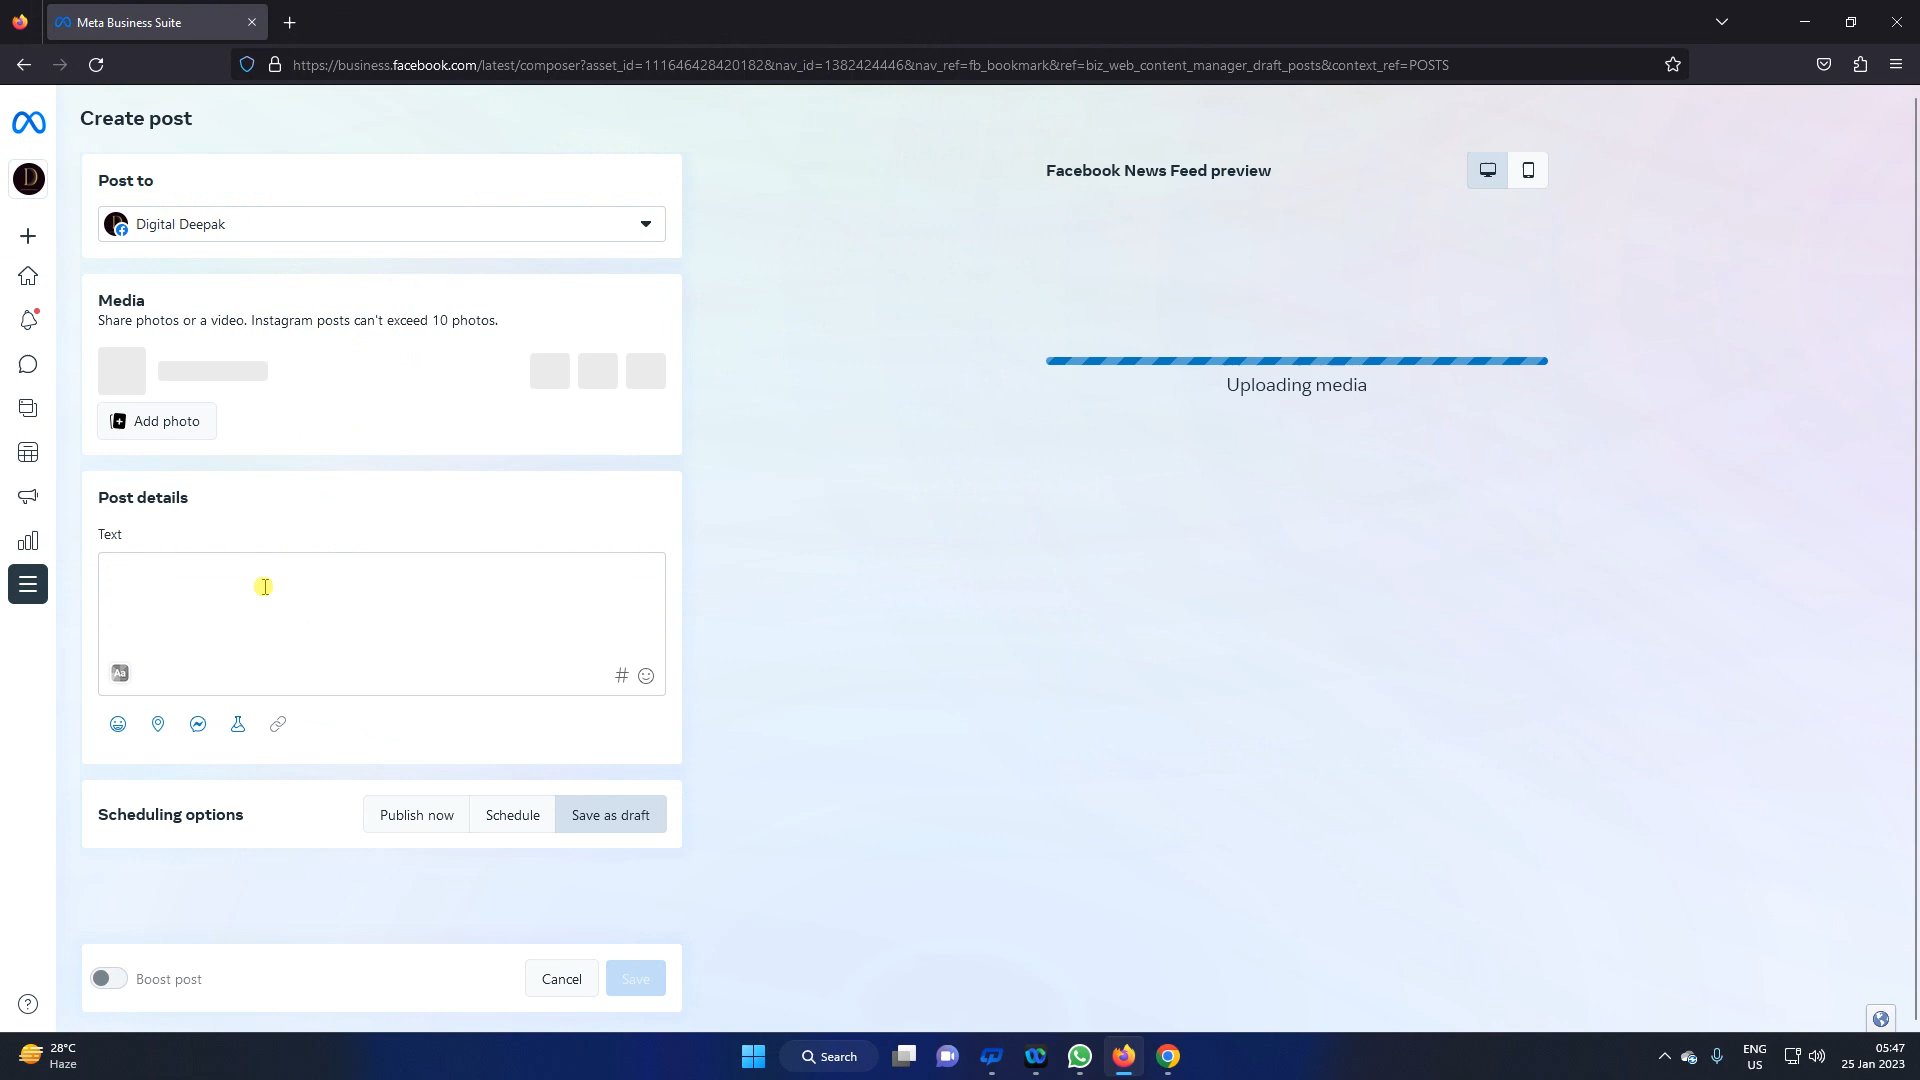 Meta Business Suite
https://business.facebook.com/latest/composer?asset_id=111646428420182&nav_id=1382424446&nav_ref=fb_bookmark&ref=biz_web_content_manager_draft_posts&context_ref=POSTS
Create post
Post to
D
Digital Deepak
Facebook News Feed preview
Media
Share photos or a video. Instagram posts can't exceed 10 photos.
Add photo
Uploading media
Post details
Text
Aa
#
Scheduling options
Publish now
Schedule
Save as draft
Boost post
Cancel
Save
28°C
Haze
Search
ENG
US
05:47
25 Jan 2023